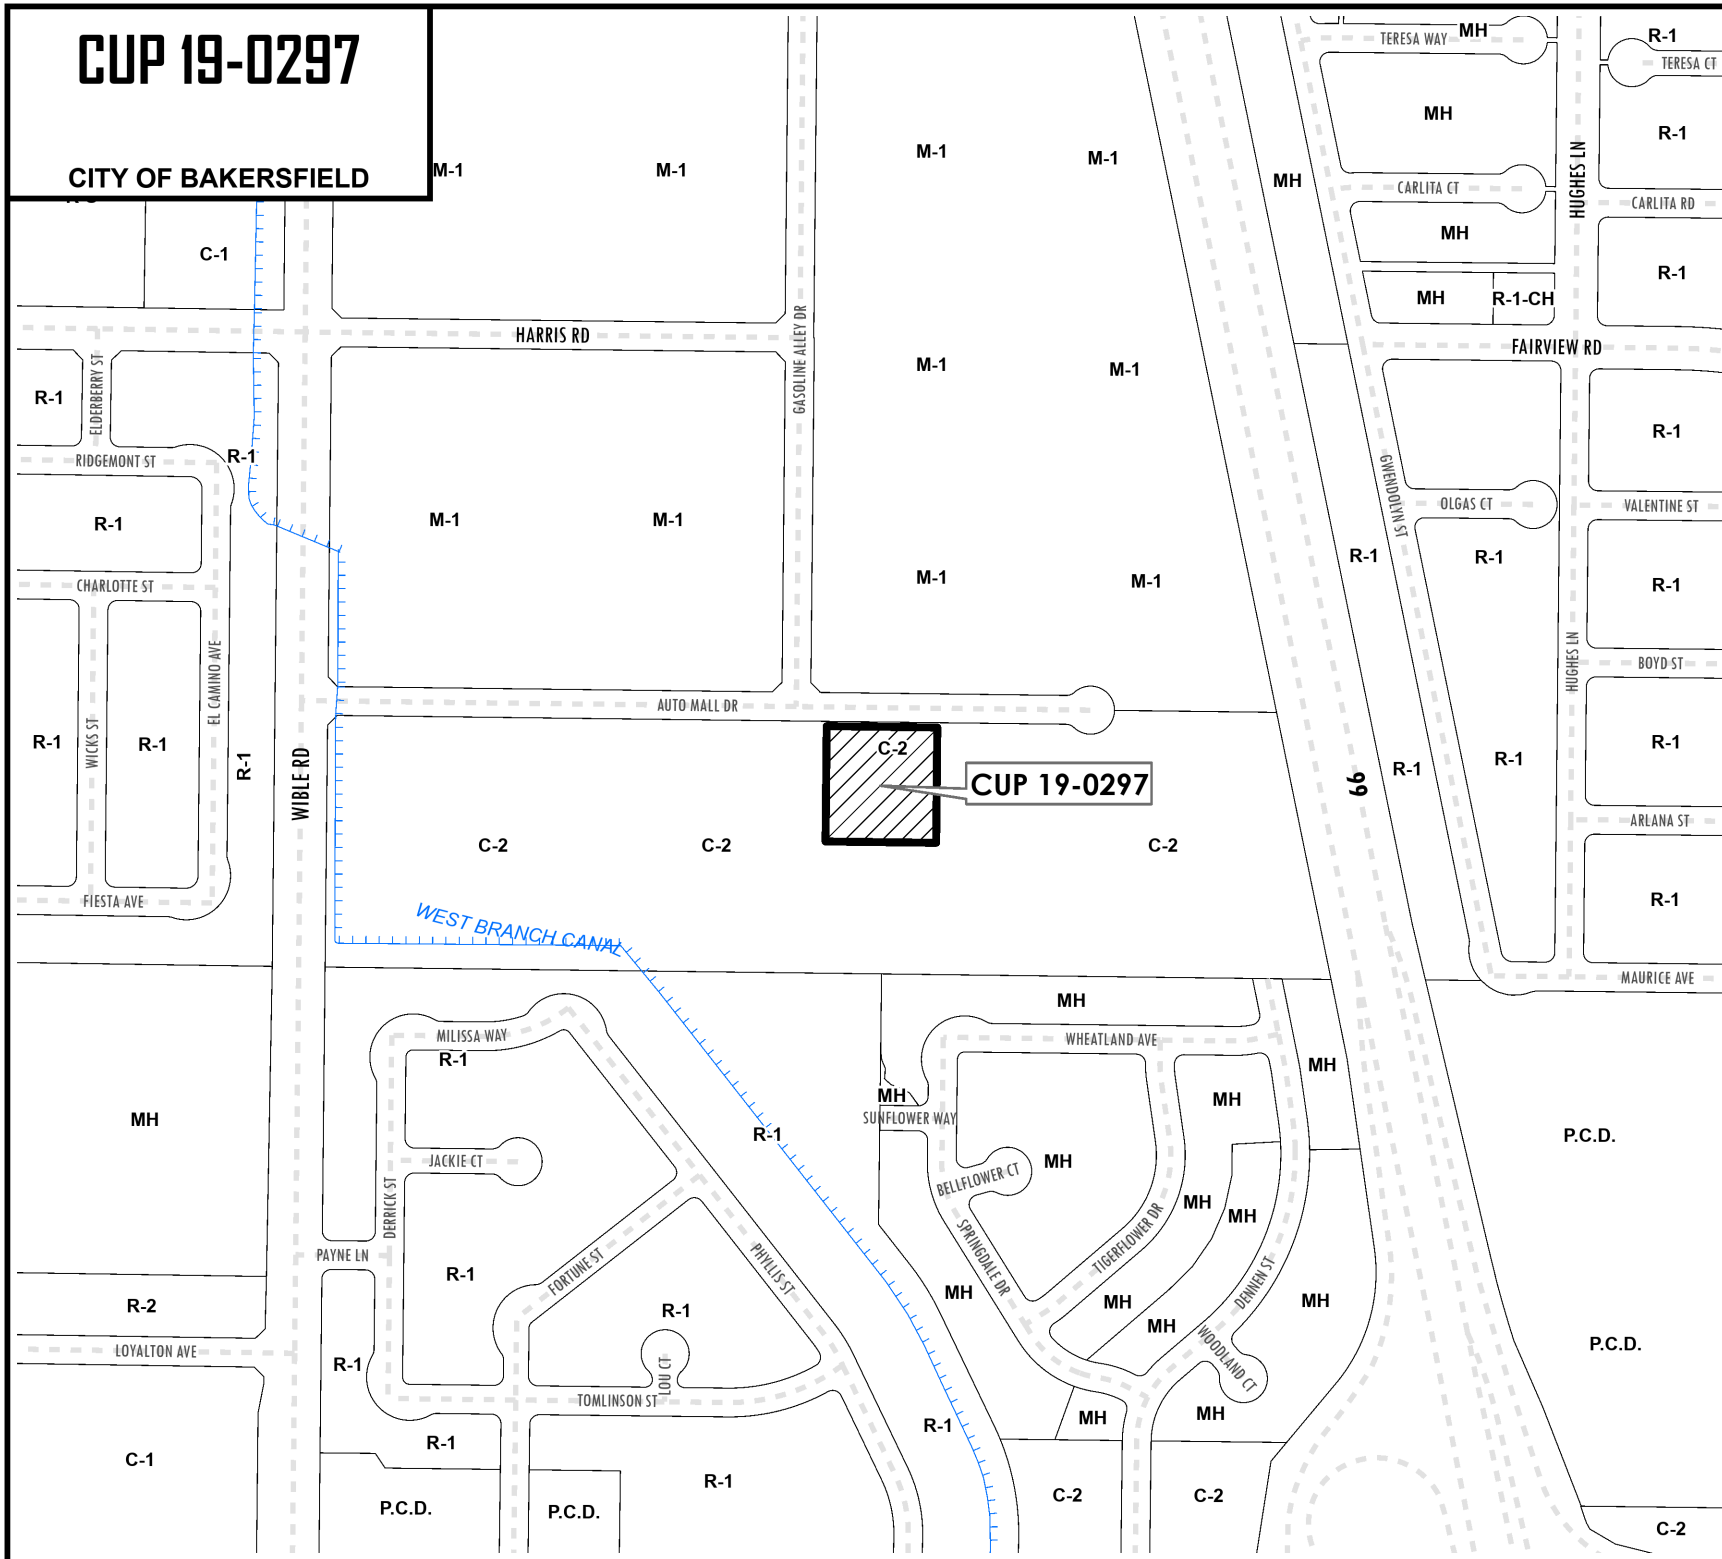 CUP 19-0297
CITY OF BAKERSFIELD
TERESA WAY
MH
R-1
TERESA CT
M-1
M-1
M-1
M-1
MH
MH
R-1
HUGHES LN
MH
CARLITA CT
CARLITA RD
C-1
MH
R-1
MH
R-1-CH
HARRIS RD
GASOLINE ALLEY DR
FAIRVIEW RD
R-1
ELDERBERRY ST
M-1
M-1
R-1
RIDGEMONT ST
R-1
GWENDOLYN ST
OLGAS CT
VALENTINE ST
R-1
M-1
M-1
R-1
R-1
CHARLOTTE ST
M-1
M-1
R-1
EL CAMINO AVE
HUGHES LN
BOYD ST
AUTO MALL DR
R-1
WICKS ST
R-1
R-1
WIBLE RD
C-2
CUP 19-0297
99
R-1
R-1
R-1
ARLANA ST
C-2
C-2
C-2
FIESTA AVE
R-1
WEST BRANCH CANAL
MAURICE AVE
MH
MILISSA WAY
R-1
WHEATLAND AVE
MH
MH
SUNFLOWER WAY
MH
MH
R-1
P.C.D.
JACKIE CT
BELLFLOWER CT
MH
DERRICK ST
MH
MH
PAYNE LN
FORTUNE ST
PHYLLIS ST
SPRINGDALE DR
TIGERFLOWER DR
DENNEN ST
R-1
MH
MH
MH
R-2
R-1
MH
P.C.D.
LOYALTON AVE
R-1
LOU CT
WOODLAND CT
TOMLINSON ST
MH
MH
R-1
R-1
C-1
R-1
P.C.D.
P.C.D.
C-2
C-2
C-2